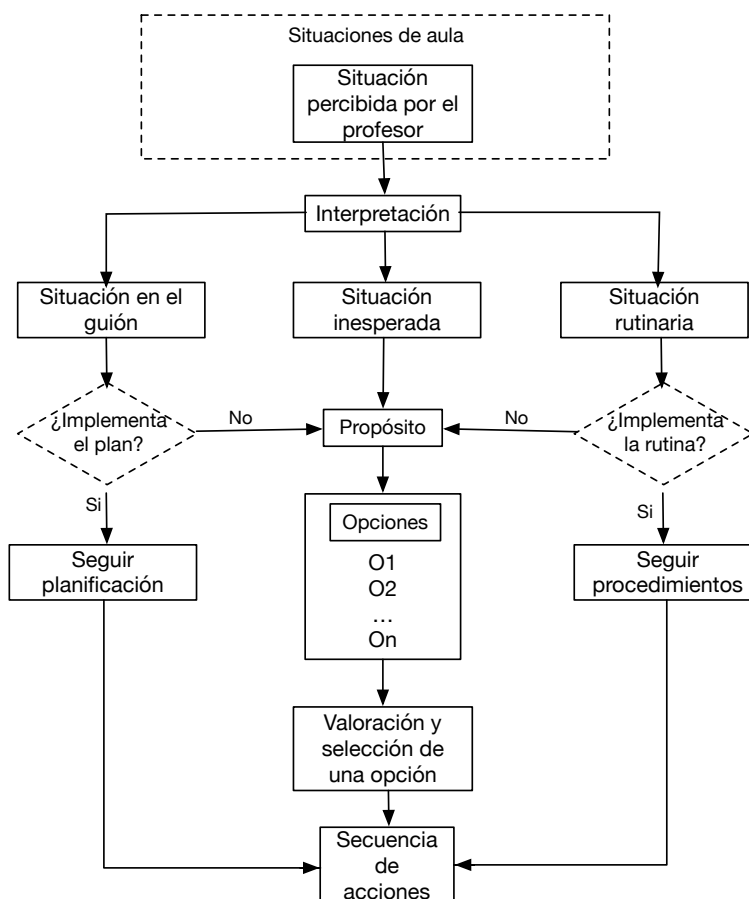 Situaciones de aula
Situación
percibida por el
profesor
Interpretación
Situación en el
guión
Situación
inesperada
Situación
rutinaria
¿Implementa
el plan?
No
Propósito
No
¿Implementa
la rutina?
Si
Opciones
Si
O1
O2
...
On
Seguir
planificación
Seguir
procedimientos
Valoración y
selección de
una opción
Secuencia
de
acciones